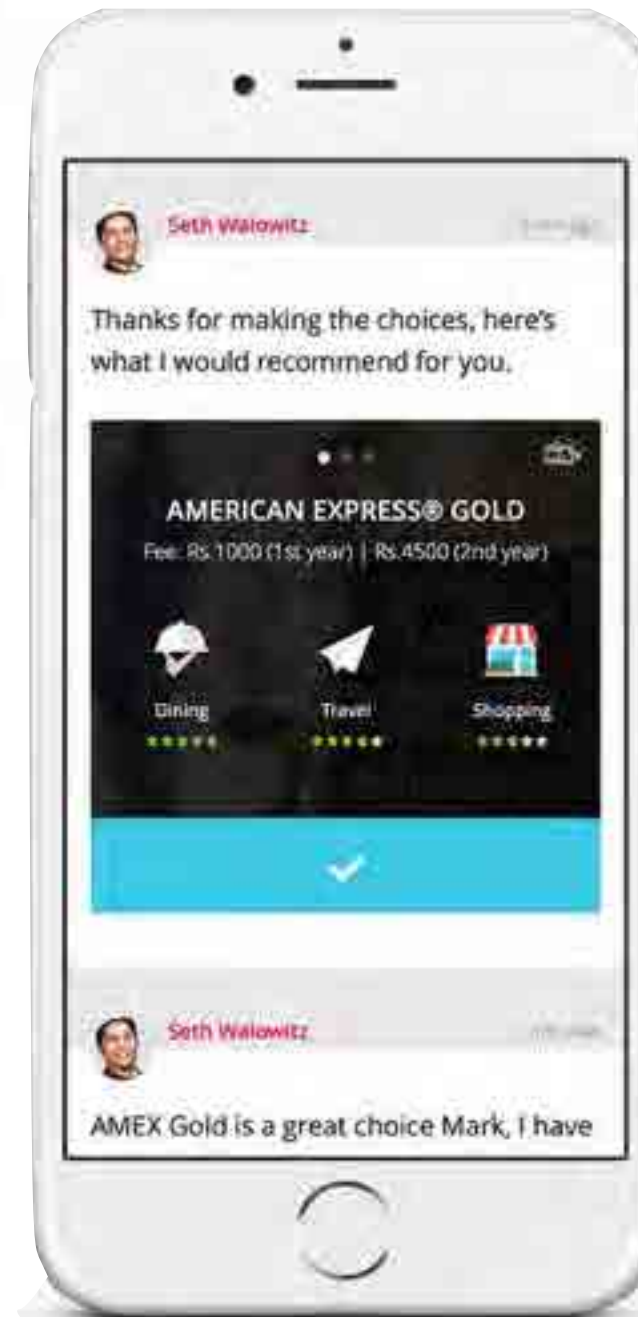 Seth Walowitz
Thanks for making the choices, here's
what I would recommend for you.
AMERICAN EXPRESS® GOLD
Fee: Rs.1000 (1st year) | Rs.4500 (2nd year)
Dining Travel Shopping
Seth Walowitz
AMEX Gold is a great choice Mark, I have